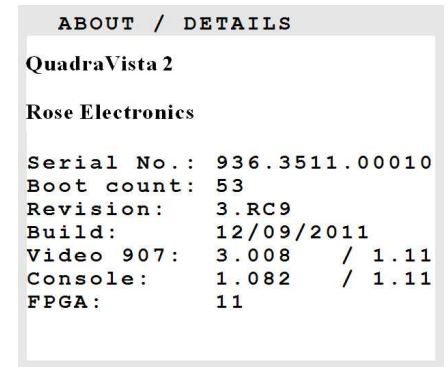 ABOUT / DETAILS
QuadraVista 2
Rose Electronics
Serial No.: 936.3511.00010
Boot count: 53
Revision: 3.RC9
Build: 12/09/2011
Video 907: 3.008 / 1.11
Console: 1.082 / 1.11
FPGA: 11